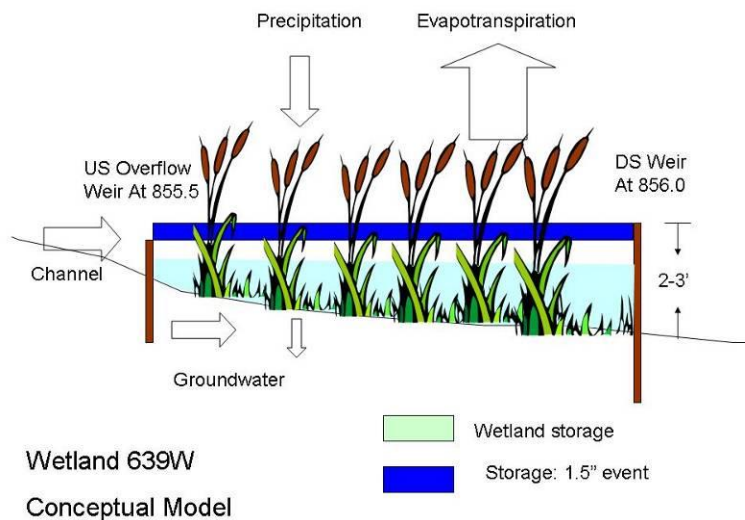 Precipitation
Evapotranspiration
US Overflow
Weir At 855.5
DS Weir
At 856.0
Channel
2-3'
Groundwater
Wetland storage
Storage: 1.5” event
Wetland 639W
Conceptual Model